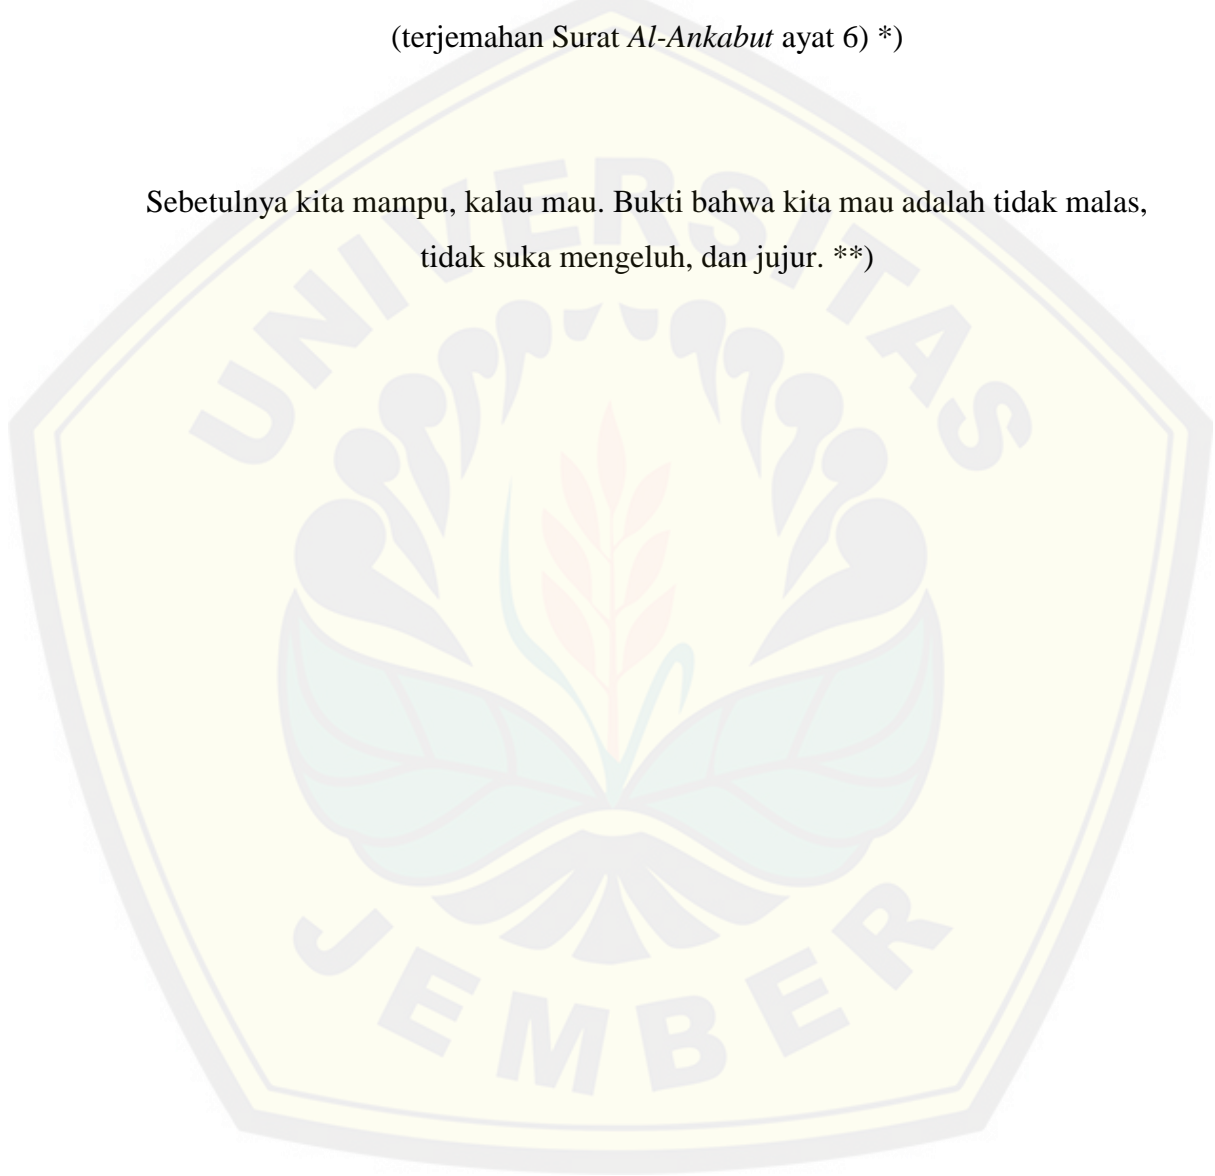 (terjemahan Surat Al-Ankabut ayat 6) *)
Sebetulnya kita mampu, kalau mau. Bukti bahwa kita mau adalah tidak malas,
tidak suka mengeluh, dan jujur. **)
UNIVERSITAS
JEMBER